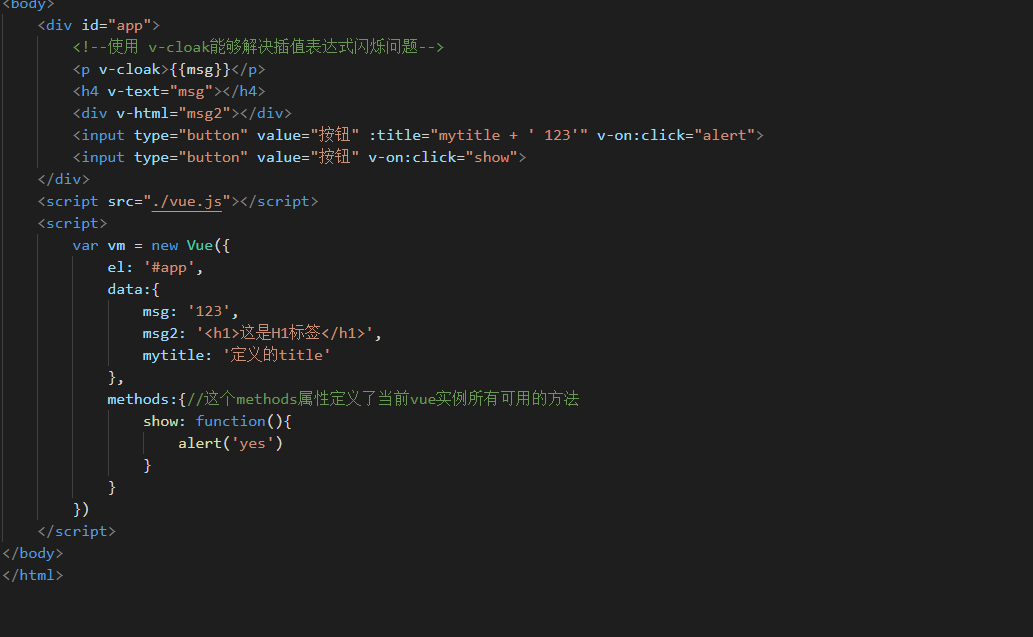 <body>
<div id="app">
<!--使用 v-cloak能够解决插值表达式闪烁问题-->
<p v-cloak>{{msg}}</p>
<h4 v-text="msg"></h4>
<div v-html="msg2"></div>
<input type="button" value="按钮" :title="mytitle + ' 123'" v-on:click="alert">
<input type="button" value="按钮" v-on:click="show">
</div>
<script src="./vue.js"></script>
<script>
var vm = new Vue({
el: '#app',
data:{
msg: '123',
msg2: '<h1>这是H1标签</h1>',
mytitle: '定义的title'
},
methods:{//这个methods属性定义了当前vue实例所有可用的方法
show: function(){
alert('yes')
}
}
})
</script>
</body>
</html>